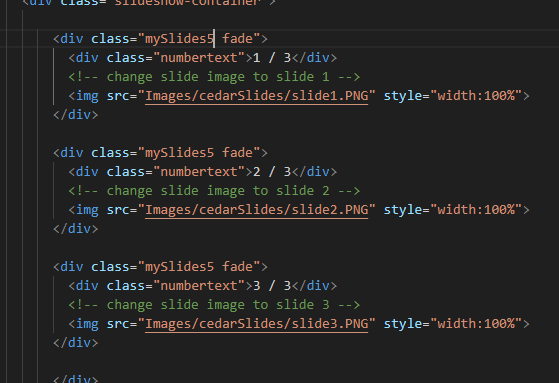 <div class="slideshow-container">
<div class="mySlides5 fade">
<div class="numbertext">1 / 3</div>
<!-- change slide image to slide 1 -->
<img src="Images/cedarSlides/slide1.PNG" style="width:100%">
</div>
<div class="mySlides5 fade">
<div class="numbertext">2 / 3</div>
<!-- change slide image to slide 2 -->
<img src="Images/cedarSlides/slide2.PNG" style="width:100%">
</div>
<div class="mySlides5 fade">
<div class="numbertext">3 / 3</div>
<!-- change slide image to slide 3 -->
<img src="Images/cedarSlides/slide3.PNG" style="width:100%">
</div>
</div>